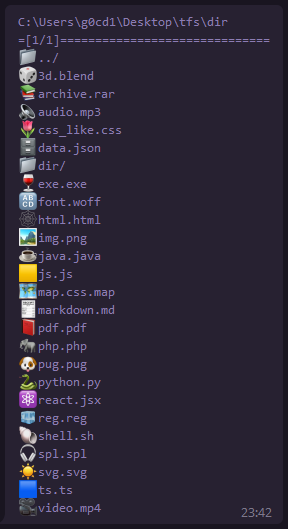 C:\Users\g0cd1\Desktop\tfs\dir
=[1/1]=============================
../
3d.blend
archive.rar
audio.mp3
css_like.css
data.json
dir/
exe.exe
font.woff
html.html
img.png
java.java
js.js
map.css.map
markdown.md
pdf.pdf
php.php
pug.pug
python.py
react.jsx
reg.reg
shell.sh
spl.spl
svg.svg
ts.ts
video.mp4
23:42